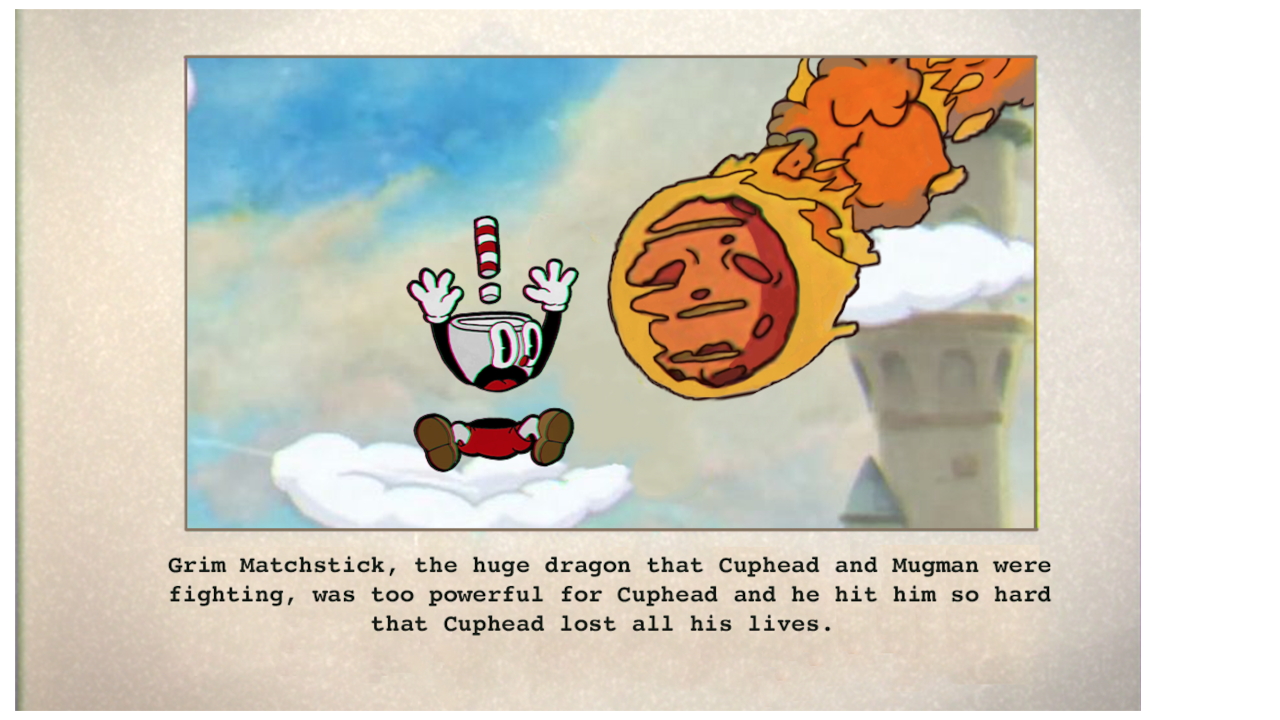 Grim Matchstick, the huge dragon that Cuphead and Mugman were
fighting, was too powerful for Cuphead and he hit him so hard
that Cuphead lost all his lives.